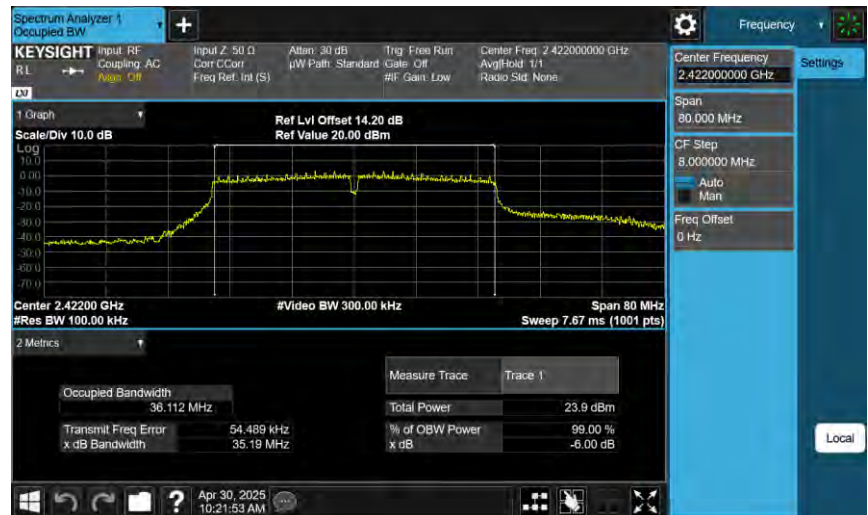 Spectrum Analyzer 1
Occupied BW
Frequency
KEYSIGHT
RL
LXI
Input: RF
Coupling: AC
Align: Off
Input Z: 50 Ω
Corr CCorr
Freq Ref: Int (S)
Atten: 30 dB
µW Path: Standard
Trig: Free Run
Gate: Off
#IF Gain: Low
Center Freq: 2.422000000 GHz
Avg|Hold: 1/1
Radio Std: None
Center Frequency
2.422000000 GHz
Settings
Span
80.000 MHz
CF Step
8.000000 MHz
Auto
Man
Freq Offset
0 Hz
1 Graph
Scale/Div 10.0 dB
Ref Lvl Offset 14.20 dB
Ref Value 20.00 dBm
Log
10.0
0.00
-10.0
-20.0
-30.0
-40.0
-50.0
-60.0
-70.0
Center 2.42200 GHz
#Video BW 300.00 kHz
Span 80 MHz
#Res BW 100.00 kHz
Sweep 7.67 ms (1001 pts)
2 Metrics
Measure Trace
Trace 1
Occupied Bandwidth
36.112 MHz
Total Power
23.9 dBm
Transmit Freq Error
54.489 kHz
% of OBW Power
99.00 %
x dB Bandwidth
35.19 MHz
x dB
-6.00 dB
Local
?
Apr 30, 2025
10:21:53 AM